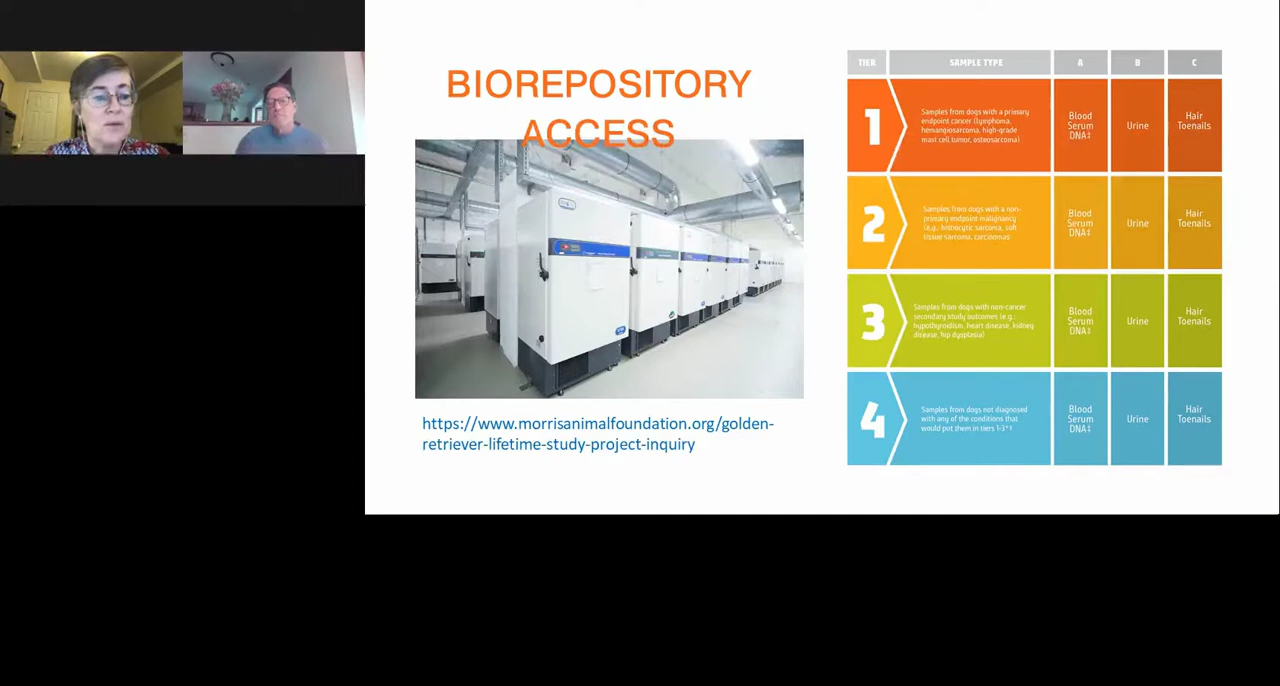 BIOREPOSITORY
ACCESS
https://www.morrisanimalfoundation.org/golden-
retriever-lifetime-study-project-inquiry
TIER SAMPLE TYPE A B C
1
Samples from dogs with a primary
endpoint cancer (lymphoma,
hemangiosarcoma, high-grade
mast cell tumor, osteosarcoma)
Blood
Serum
DNA‡
Urine
Hair
Toenails
2
Samples from dogs with a non-
primary endpoint malignancy
(e.g., histiocytic sarcoma, soft
tissue sarcoma, carcinomas
Blood
Serum
DNA‡
Urine
Hair
Toenails
3
Samples from dogs with non-cancer
secondary study outcomes (e.g.,
hypothyroidism, heart disease, kidney
disease, hip dysplasia)
Blood
Serum
DNA‡
Urine
Hair
Toenails
4
Samples from dogs not diagnosed
with any of the conditions that
would put them in tiers 1-3*†
Blood
Serum
DNA‡
Urine
Hair
Toenails